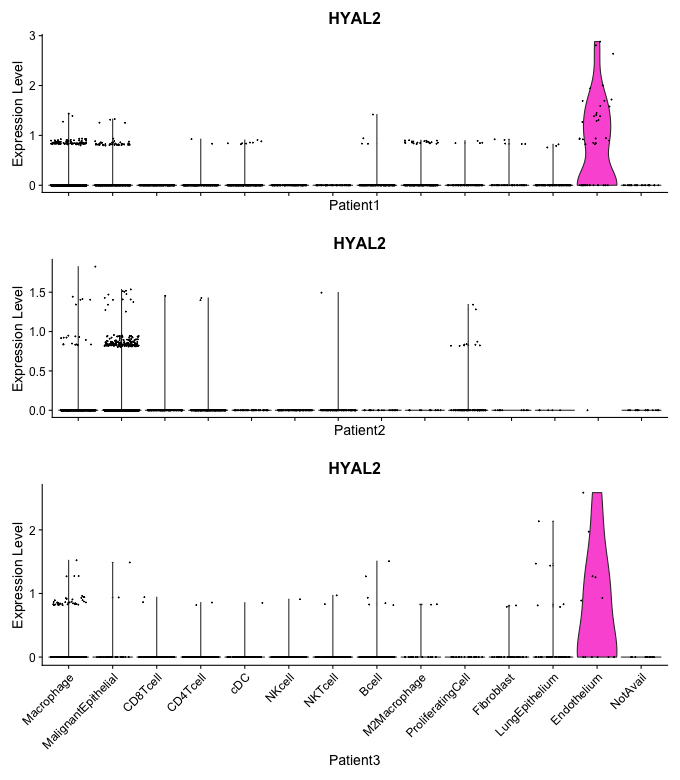 HYAL2
Expression Level
3
2
1
0
Patient1
HYAL2
Expression Level
1.5
1.0
0.5
0.0
Patient2
HYAL2
Expression Level
2
1
0
Macrophage
MalignantEpithelial
CD8Tcell
CD4Tcell
cDC
NKcell
NKTcell
Bcell
M2Macrophage
ProliferatingCell
Fibroblast
LungEpithelium
Endothelium
NotAvail
Patient3